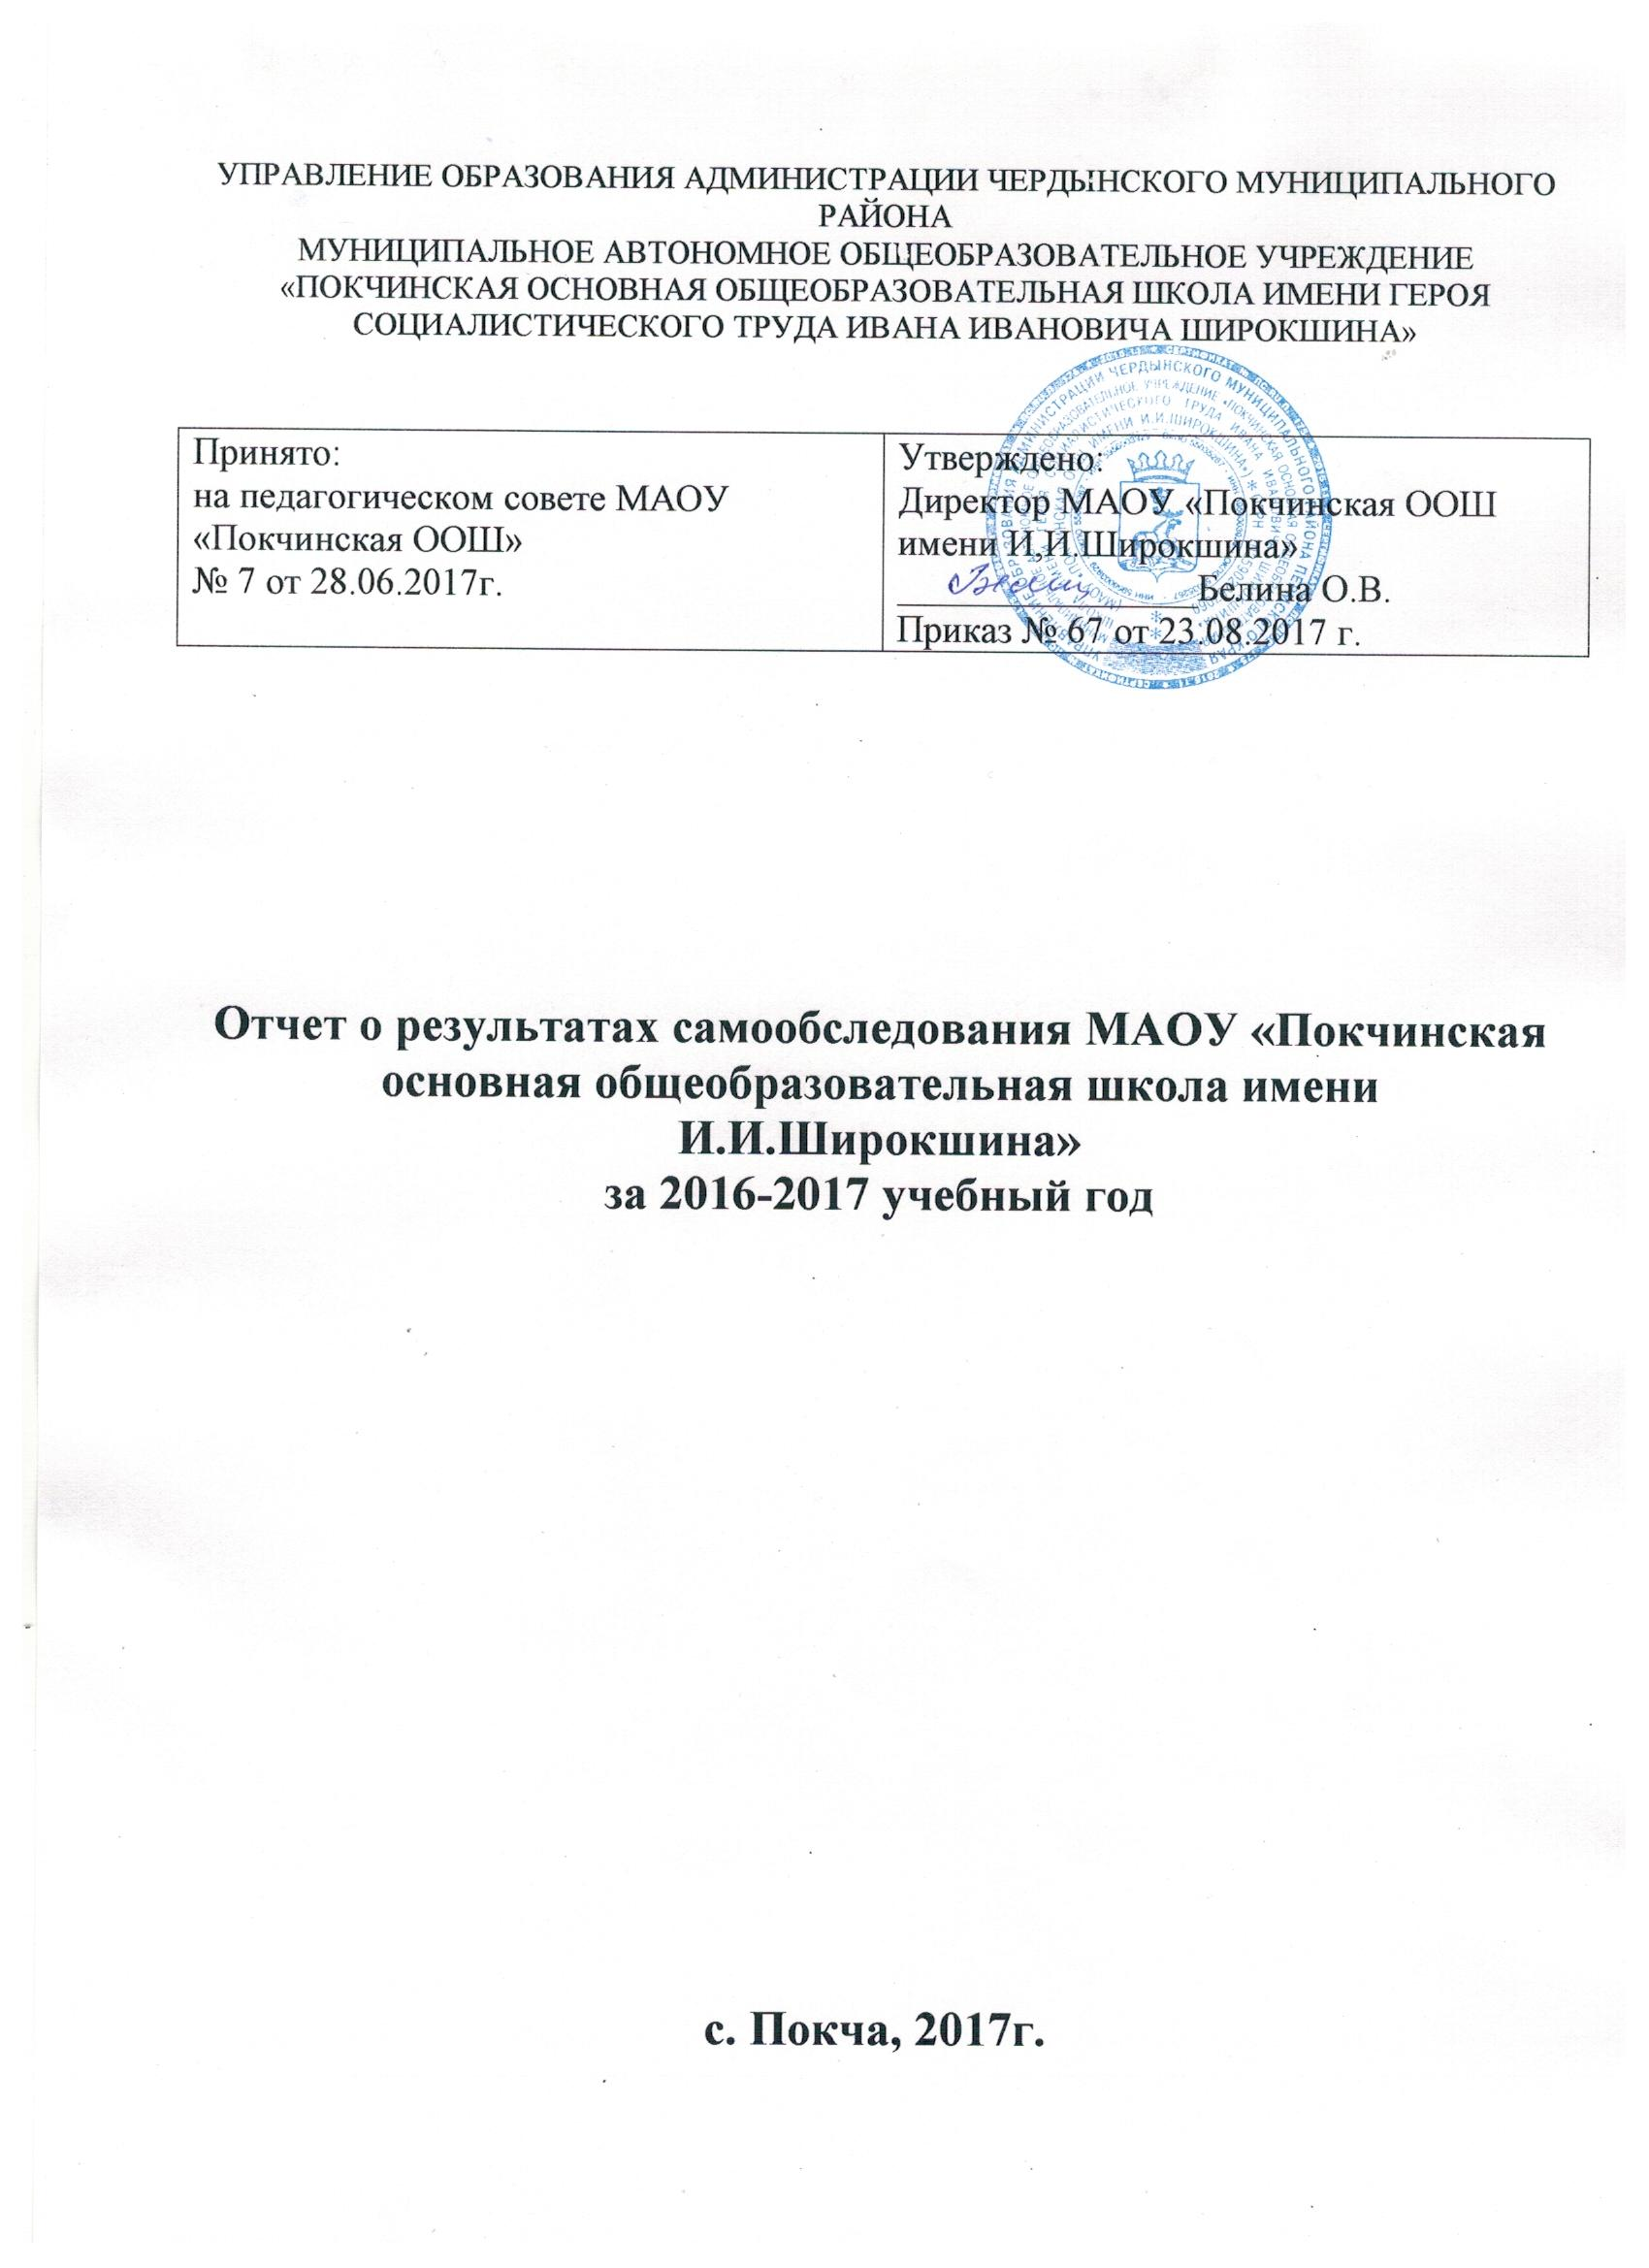 УПРАВЛЕНИЕ ОБРАЗОВАНИЯ АДМИНИСТРАЦИИ ЧЕРДЫНСКОГО МУНИЦИПАЛЬНОГО
РАЙОНА
МУНИЦИПАЛЬНОЕ АВТОНОМНОЕ ОБЩЕОБРАЗОВАТЕЛЬНОЕ УЧРЕЖДЕНИЕ
«ПОКЧИНСКАЯ ОСНОВНАЯ ОБЩЕОБРАЗОВАТЕЛЬНАЯ ШКОЛА ИМЕНИ ГЕРОЯ
СОЦИАЛИСТИЧЕСКОГО ТРУДА ИВАНА ИВАНОВИЧА ШИРОКШИНА»
Принято:
на педагогическом совете МАОУ
«Покчинская ООШ»
№ 7 от 28.06.2017г.
Утверждено:
Директор МАОУ «Покчинская ООШ
имени И,И.Широкшина»
Белина О.В.
Приказ № 67 от 23.08.2017 г.
Отчет о результатах самообследования МАОУ «Покчинская
основная общеобразовательная школа имени
И.И.Широкшина»
за 2016-2017 учебный год
с. Покча, 2017г.